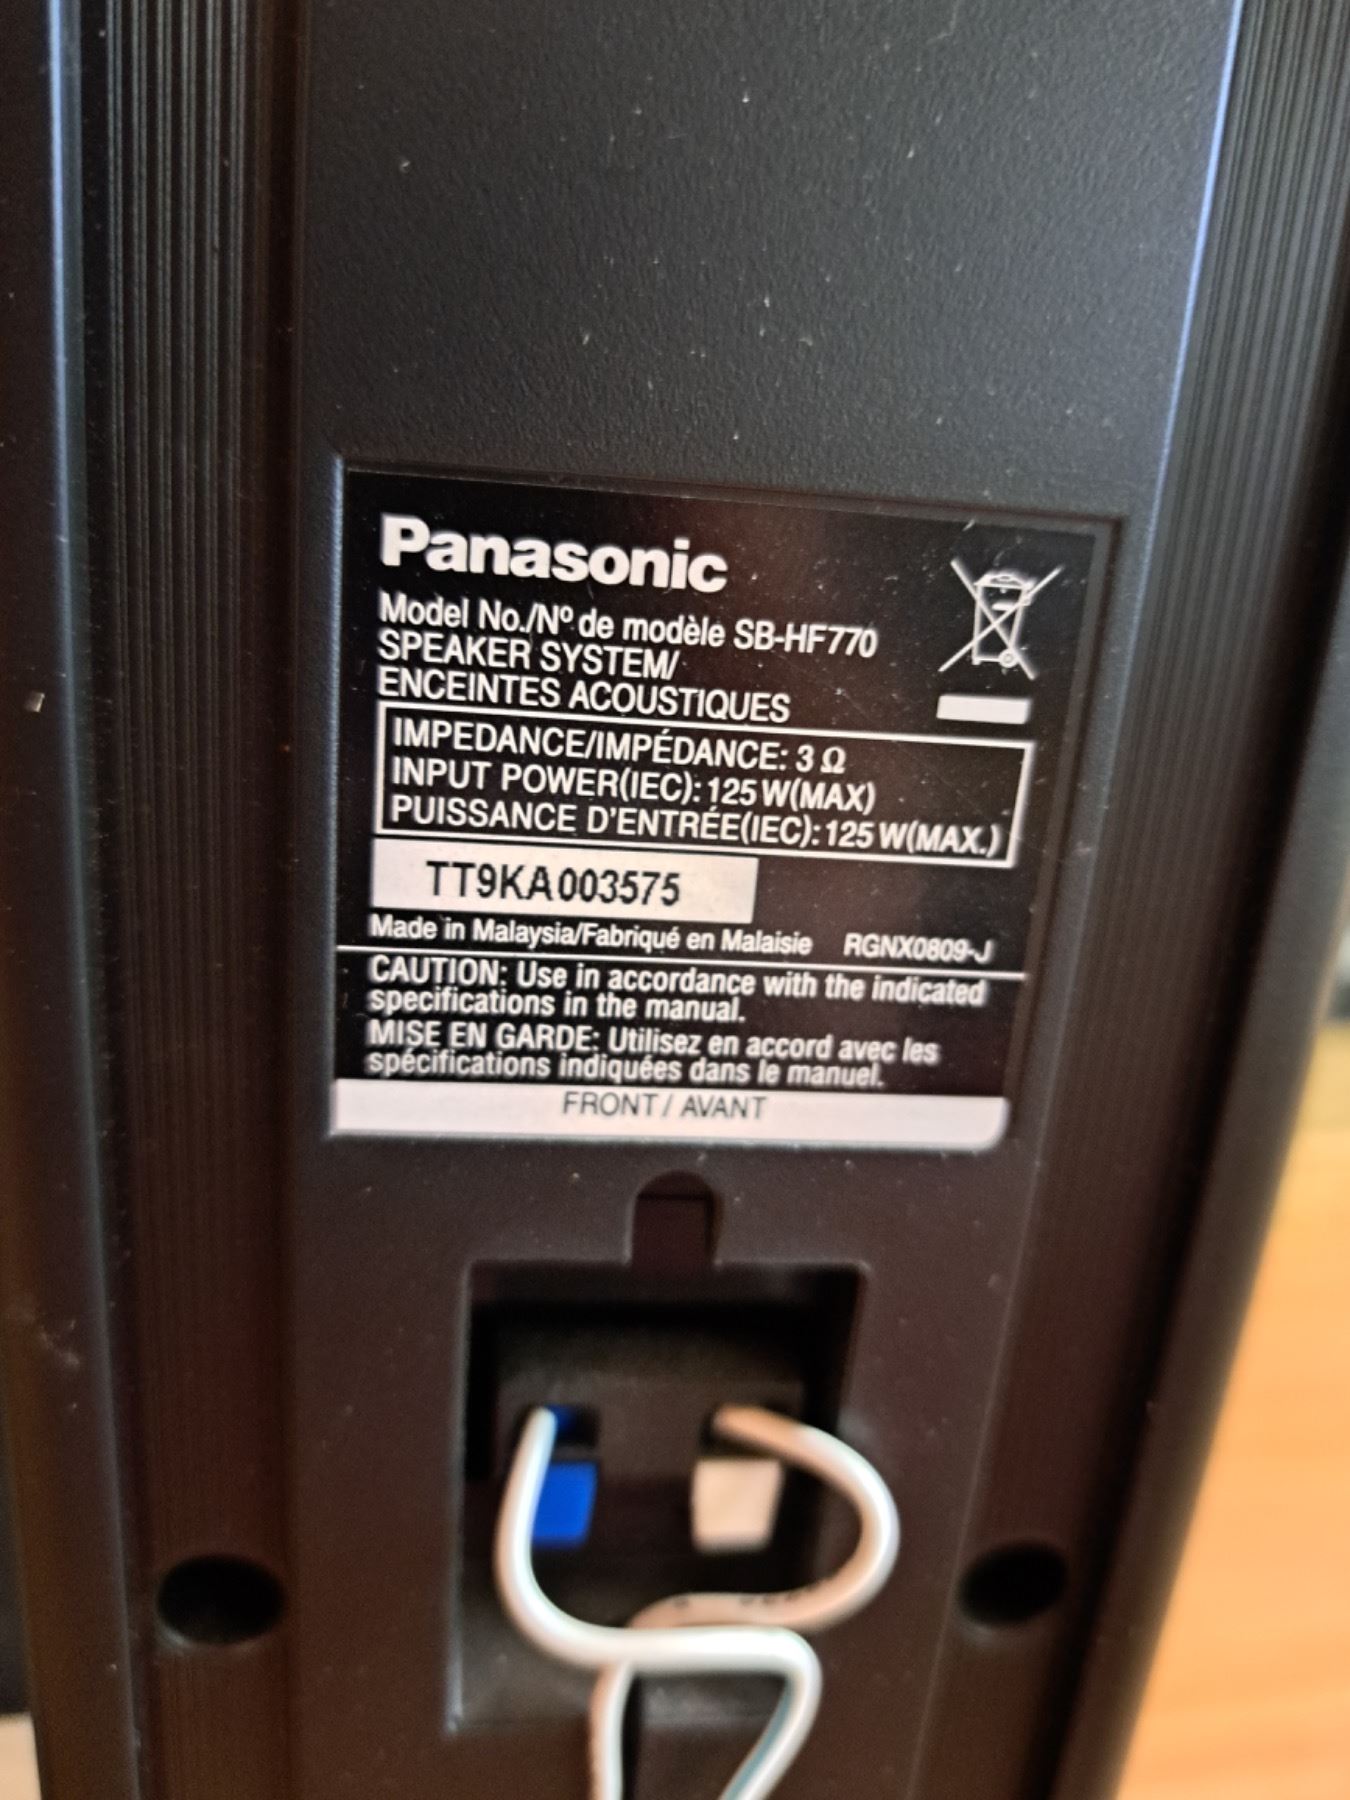 Panasonic
Model No./Nº de modèle SB-HF770
SPEAKER SYSTEM/
ENCEINTES ACOUSTIQUES
IMPEDANCE/IMPÉDANCE: 3 Ω
INPUT POWER(IEC): 125 W(MAX)
PUISSANCE D'ENTRÉE(IEC): 125 W(MAX.)
TT9KA003575
Made in Malaysia/Fabriqué en Malaisie RGNX0809-J
CAUTION: Use in accordance with the indicated
specifications in the manual.
MISE EN GARDE: Utilisez en accord avec les
spécifications indiquées dans le manuel.
FRONT / AVANT